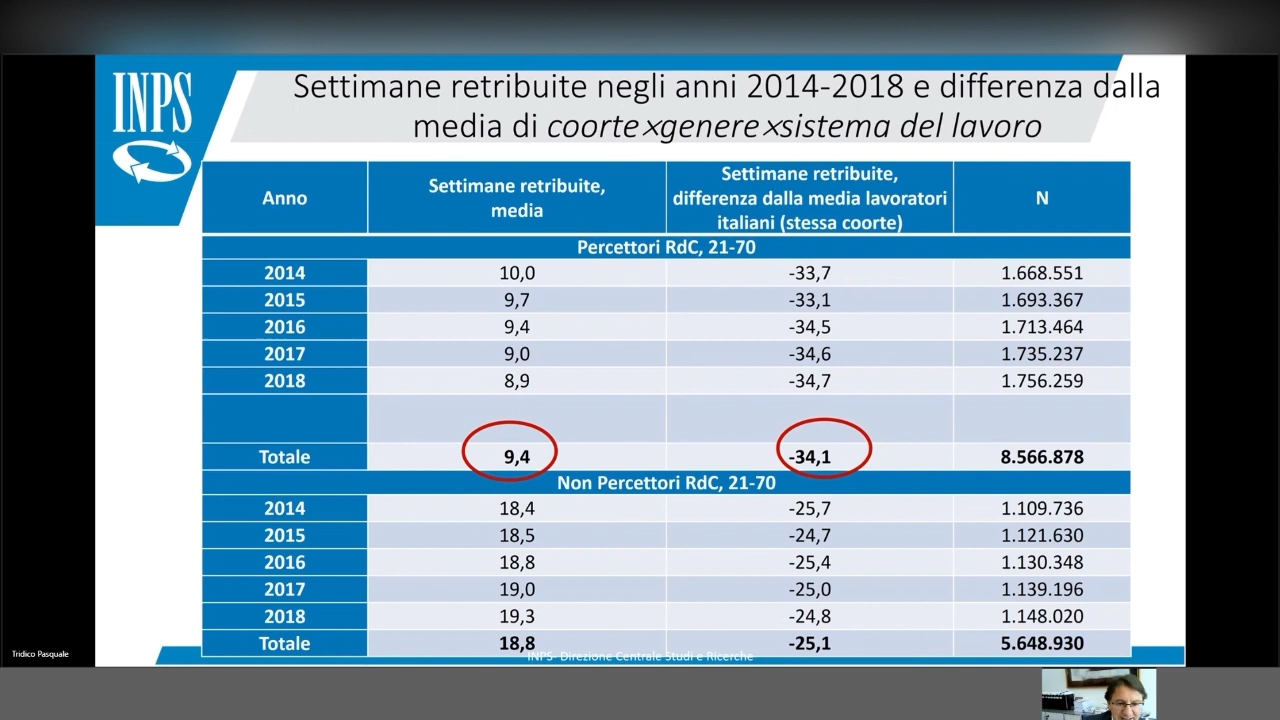 INPS
Settimane retribuite negli anni 2014-2018 e differenza dalla
media di coorte×genere×sistema del lavoro
Anno
Settimane retribuite,
media
Settimane retribuite,
differenza dalla media lavoratori
italiani (stessa coorte)
N
Percettori RdC, 21-70
2014 10,0 -33,7 1.668.551
2015 9,7 -33,1 1.693.367
2016 9,4 -34,5 1.713.464
2017 9,0 -34,6 1.735.237
2018 8,9 -34,7 1.756.259
Totale 9,4 -34,1 8.566.878
Non Percettori RdC, 21-70
2014 18,4 -25,7 1.109.736
2015 18,5 -24,7 1.121.630
2016 18,8 -25,4 1.130.348
2017 19,0 -25,0 1.139.196
2018 19,3 -24,8 1.148.020
Totale 18,8 -25,1 5.648.930
INPS- Direzione Centrale Studi e Ricerche
Tridico Pasquale